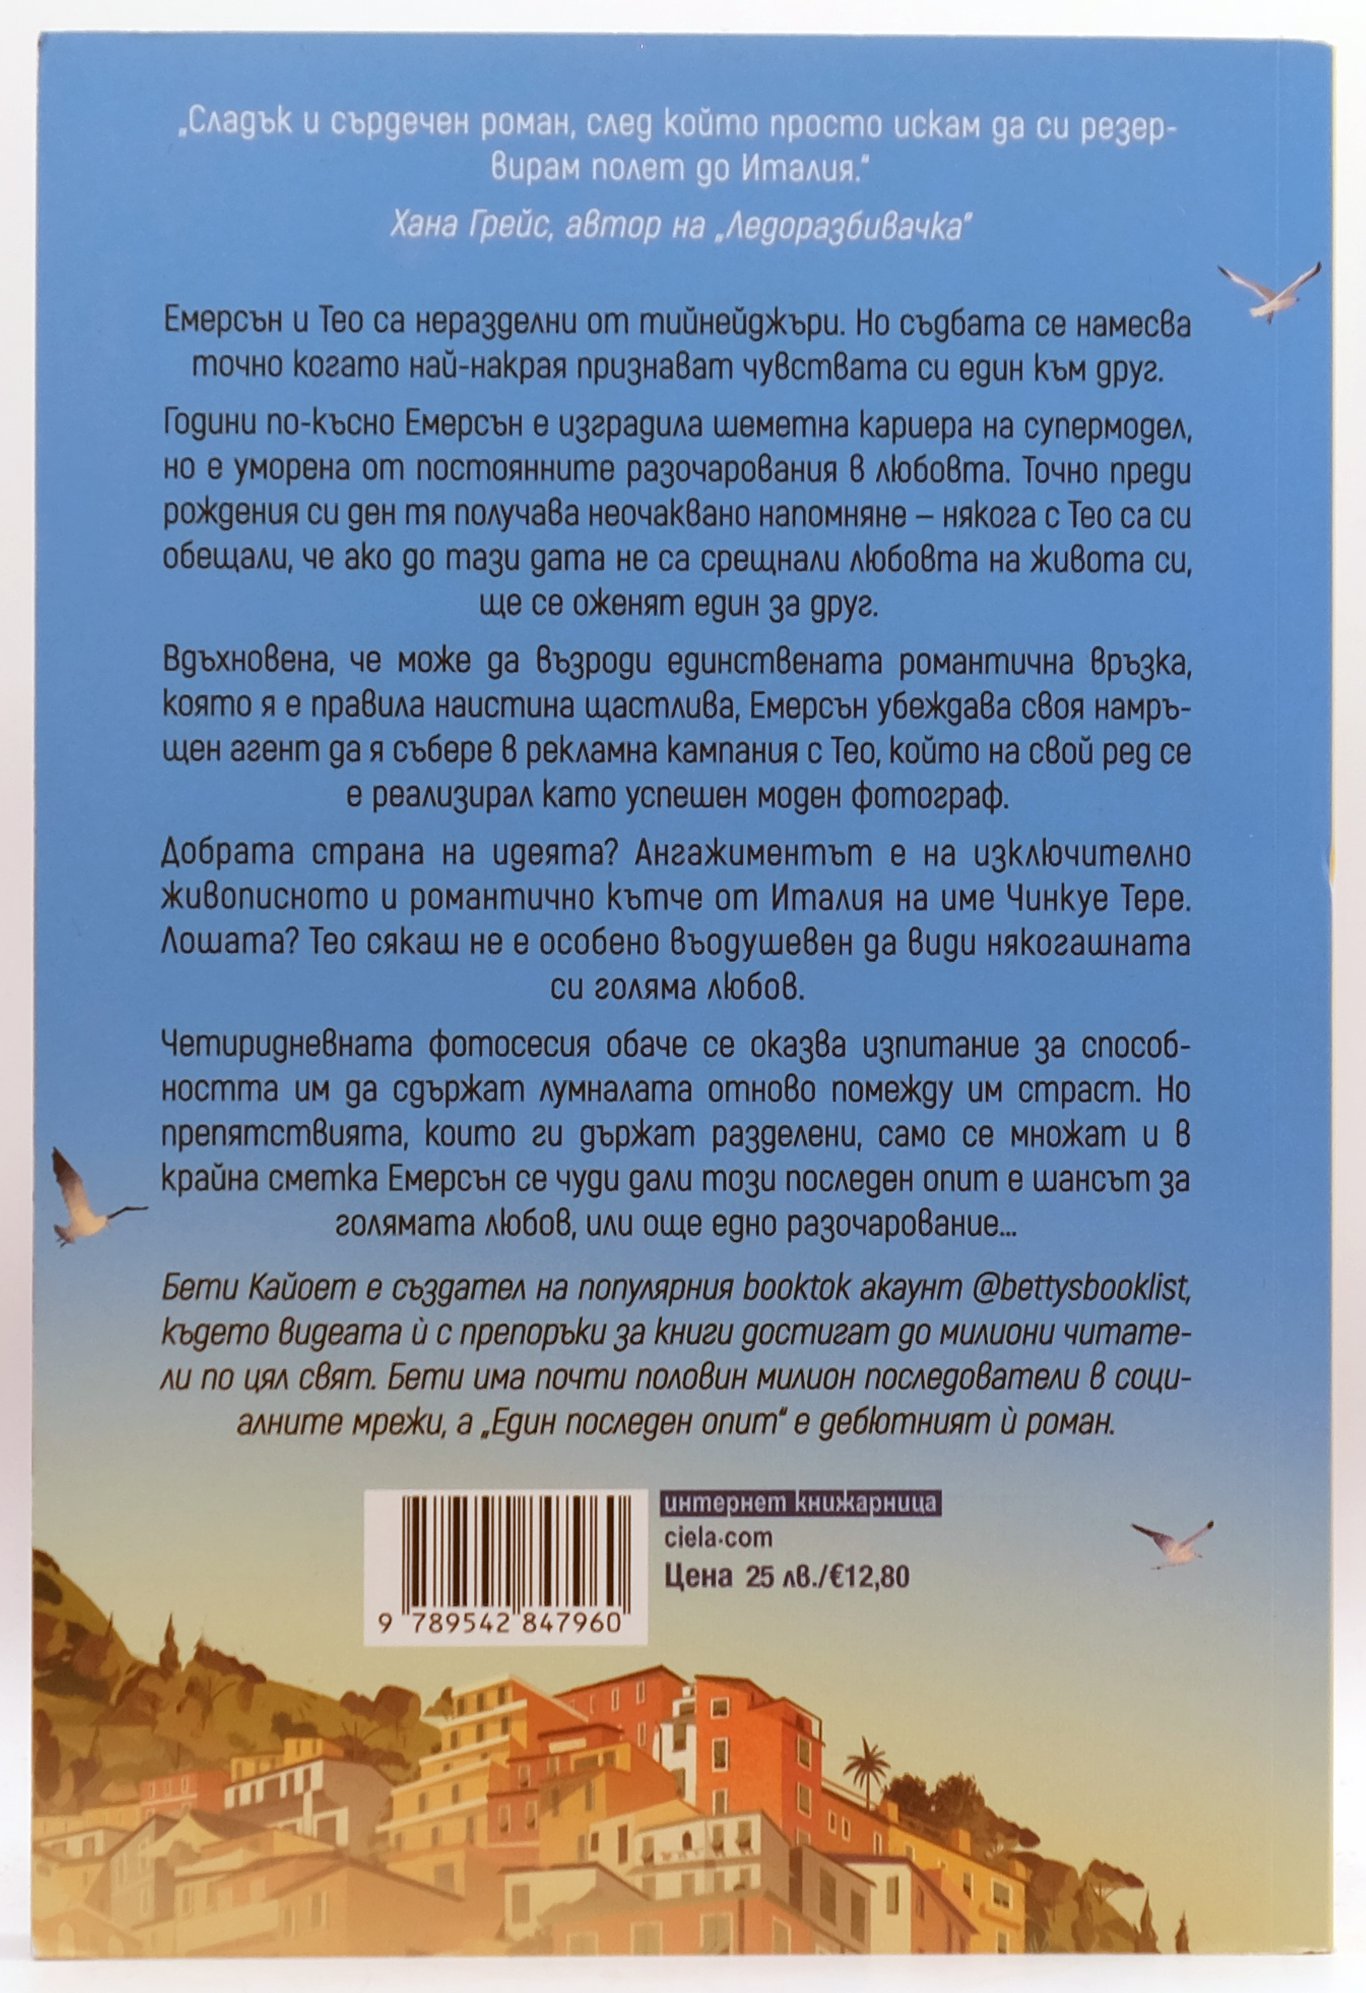 „Сладък и сърдечен роман, след който просто искам да си резер-
вирам полет до Италия.“
Хана Грейс, автор на „Ледоразбивачка“
Емерсън и Тео са неразделни от тийнейджъри. Но съдбата се намесва
точно когато най-накрая признават чувствата си един към друг.
Години по-късно Емерсън е изградила шеметна кариера на супермодел,
но е уморена от постоянните разочарования в любовта. Точно преди
рождения си ден тя получава неочаквано напомняне – някога с Тео са си
обещали, че ако до тази дата не са срещнали любовта на живота си,
ще се оженят един за друг.
Вдъхновена, че може да възроди единствената романтична връзка,
която я е правила наистина щастлива, Емерсън убеждава своя намръ-
щен агент да я събере в рекламна кампания с Тео, който на свой ред се
е реализирал като успешен моден фотограф.
Добрата страна на идеята? Ангажиментът е на изключително
живописното и романтично кътче от Италия на име Чинкуе Тере.
Лошата? Тео сякаш не е особено въодушевен да види някогашната
си голяма любов.
Четиридневната фотосесия обаче се оказва изпитание за способ-
ността им да сдържат лумналата отново помежду им страст. Но
препятствията, които ги държат разделени, само се множат и в
крайна сметка Емерсън се чуди дали този последен опит е шансът за
голямата любов, или още едно разочарование...
Бети Кайоет е създател на популярния booktok акаунт @bettysbooklist,
където видеата ѝ с препоръки за книги достигат до милиони читате-
ли по цял свят. Бети има почти половин милион последователи в соци-
алните мрежи, а „Един последен опит“ е дебютният ѝ роман.
интернет книжарница
ciela.com
Цена 25 лв./€12,80
9 789542 847960